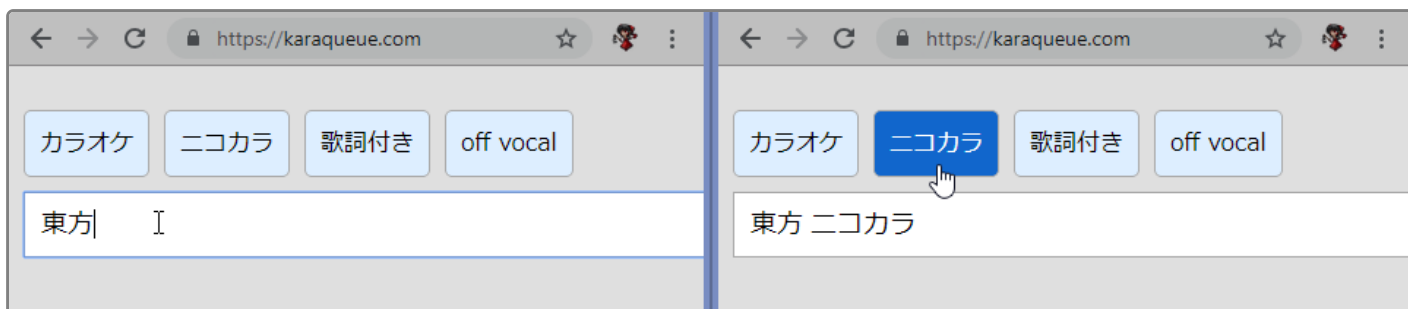 https://karaqueue.com
カラオケ ニコカラ 歌詞付き off vocal
東方
https://karaqueue.com
カラオケ ニコカラ 歌詞付き off vocal
東方 ニコカラ